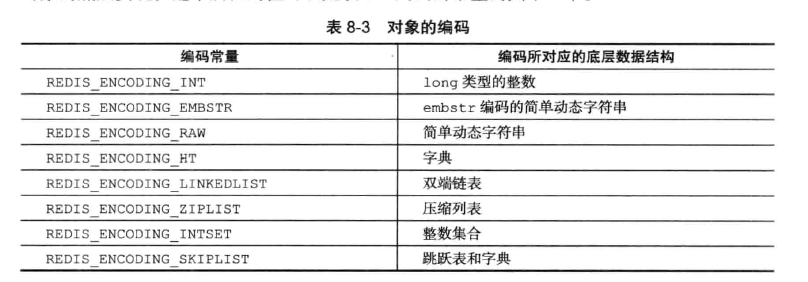 表 8-3 对象的编码
编码常量 编码所对应的底层数据结构
REDIS_ENCODING_INT long 类型的整数
REDIS_ENCODING_EMBSTR embstr 编码的简单动态字符串
REDIS_ENCODING_RAW 简单动态字符串
REDIS_ENCODING_HT 字典
REDIS_ENCODING_LINKEDLIST 双端链表
REDIS_ENCODING_ZIPLIST 压缩列表
REDIS_ENCODING_INTSET 整数集合
REDIS_ENCODING_SKIPLIST 跳跃表和字典